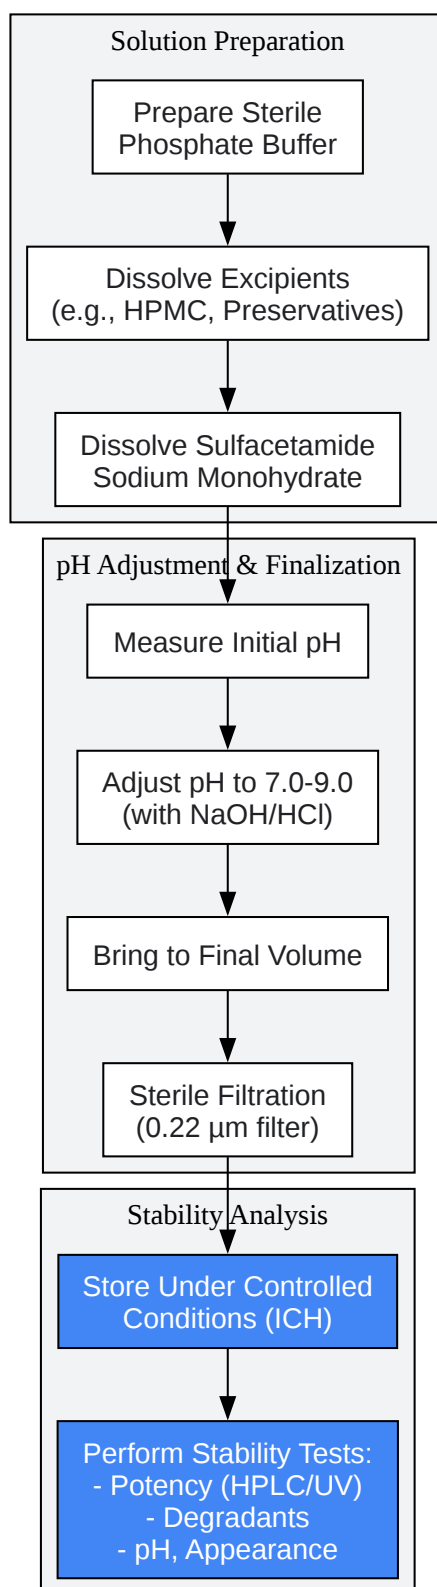 Solution Preparation
Prepare Sterile
Phosphate Buffer
Dissolve Excipients
(e.g., HPMC, Preservatives)
Dissolve Sulfacetamide
Sodium Monohydrate
pH Adjustment & Finalization
Measure Initial pH
Adjust pH to 7.0-9.0
(with NaOH/HCl)
Bring to Final Volume
Sterile Filtration
(0.22 µm filter)
Stability Analysis
Store Under Controlled
Conditions (ICH)
Perform Stability Tests:
- Potency (HPLC/UV)
- Degradants
- pH, Appearance